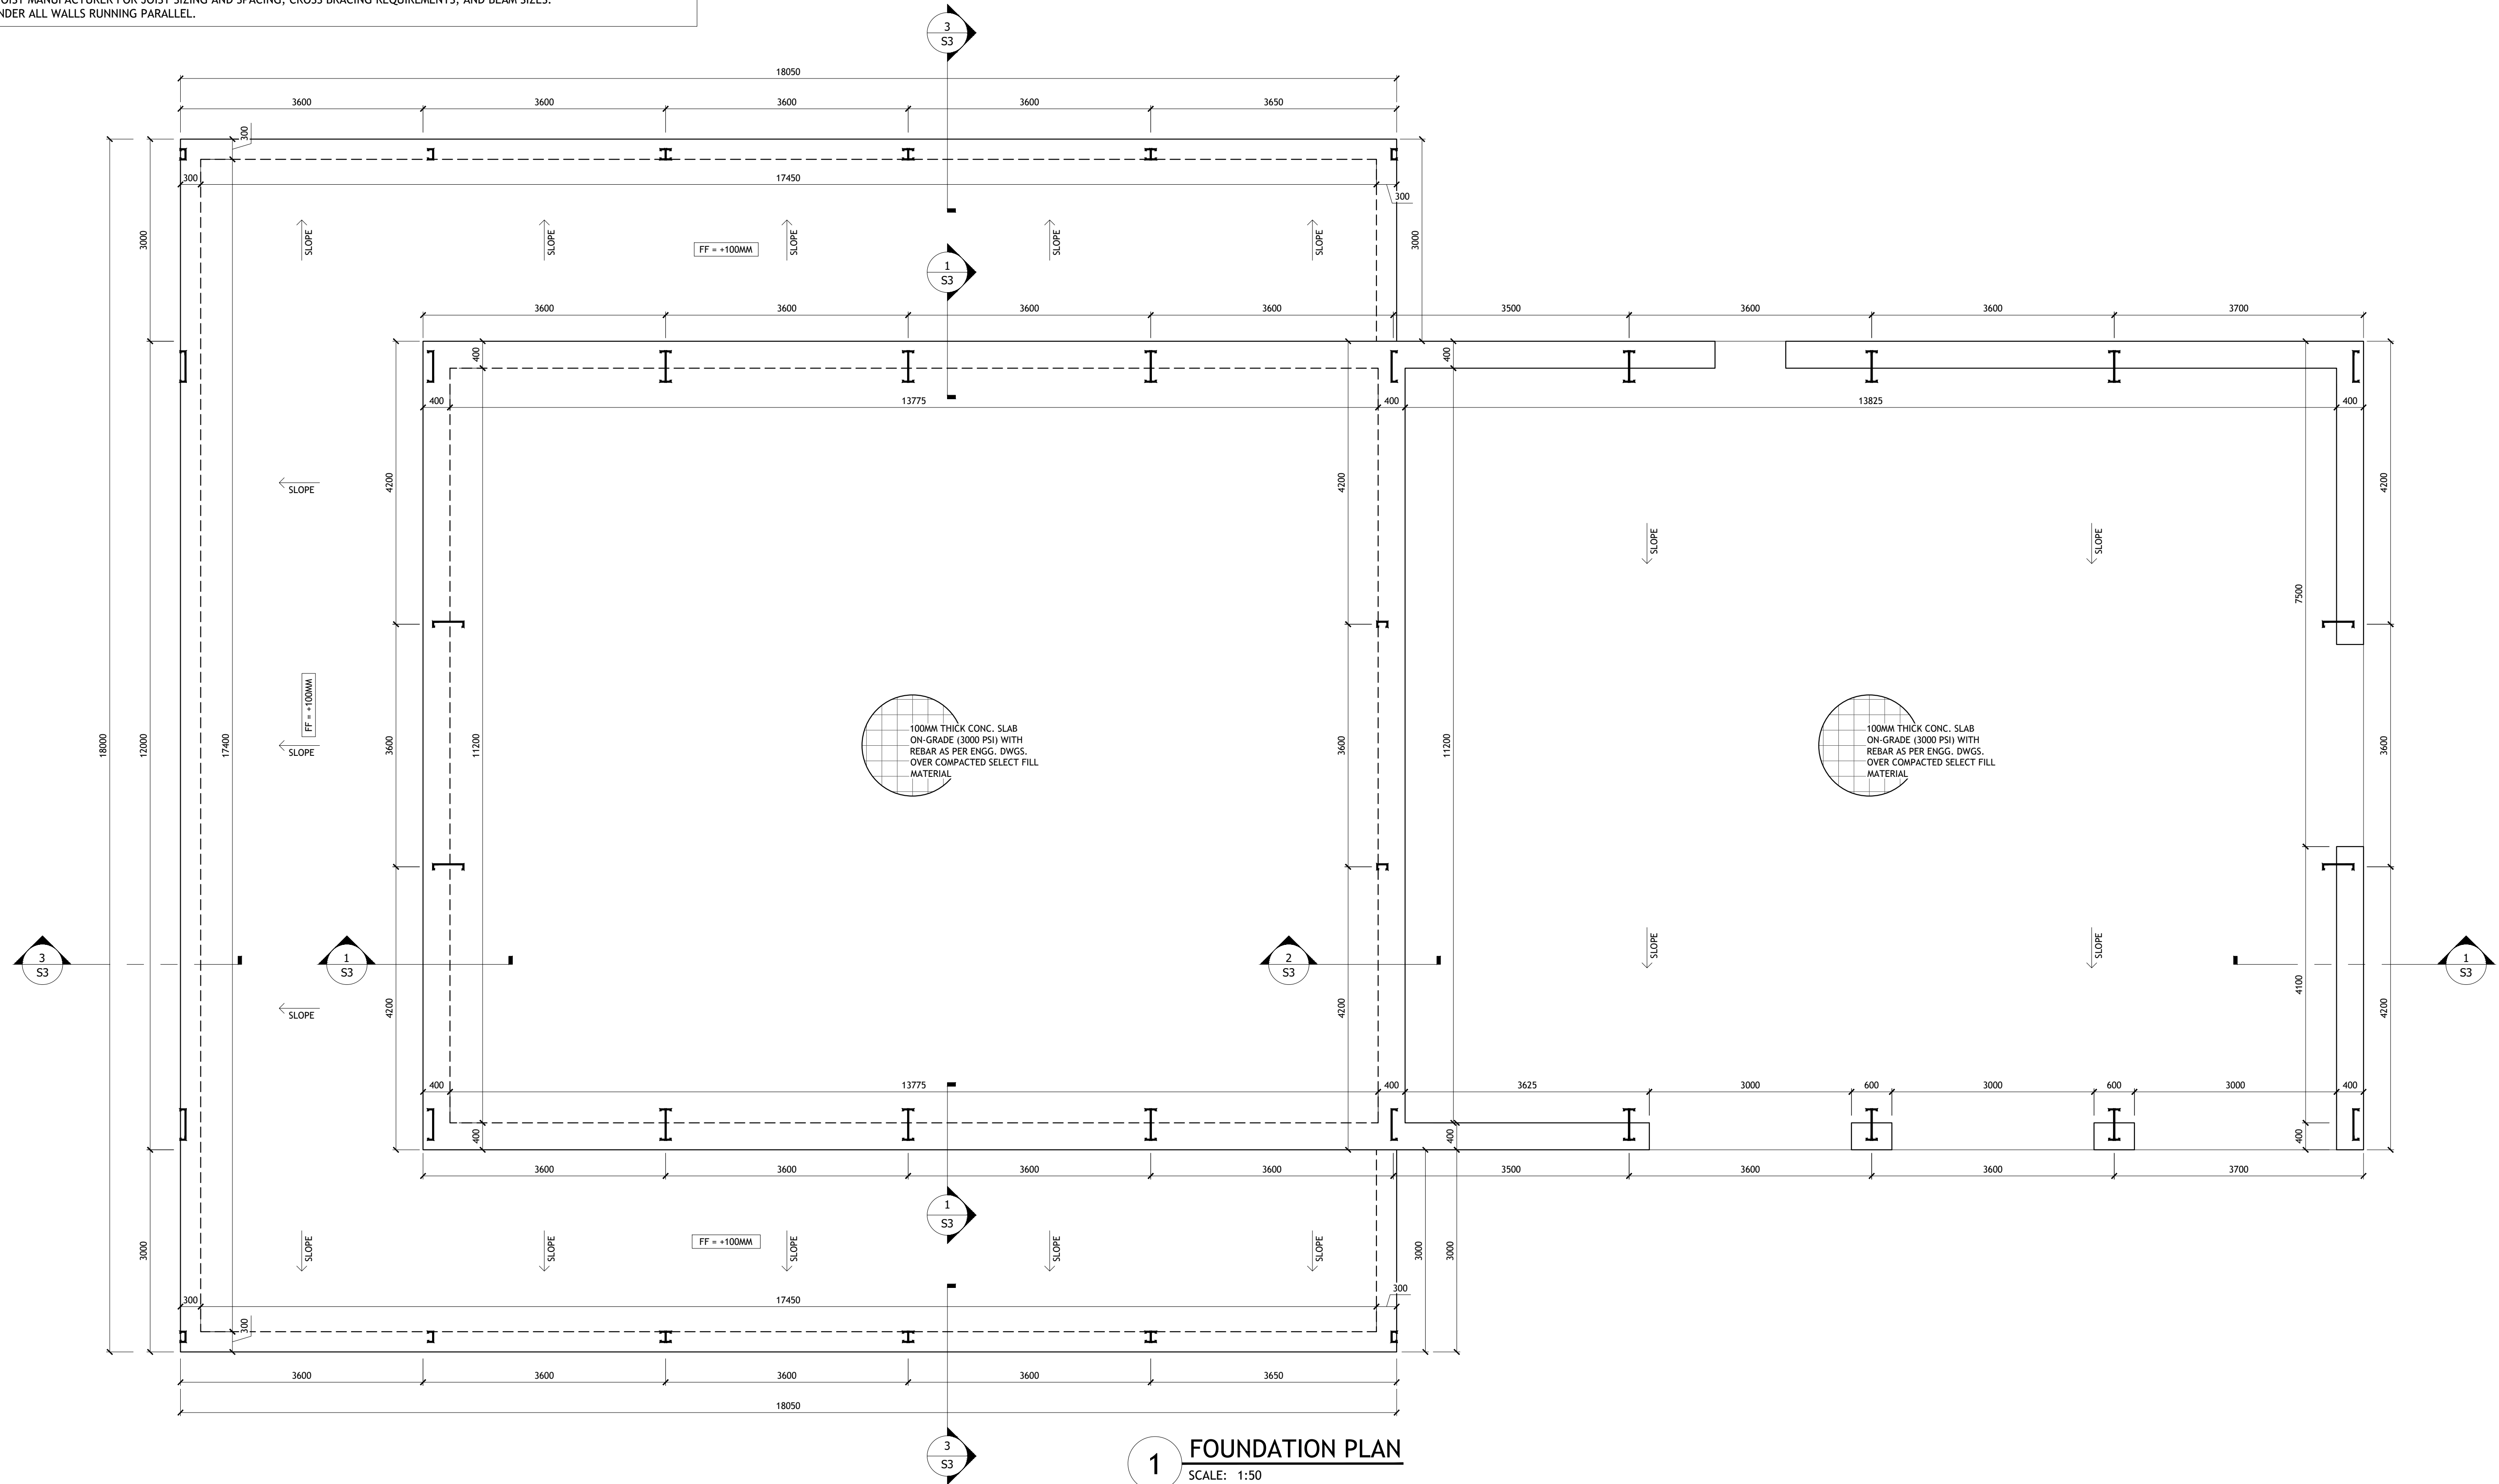 OIST MANUFACTURER FOR JOIST SIZING AND SPACING, CROSS BRACING REQUIREMENTS, AND BEAM SIZES.
NDER ALL WALLS RUNNING PARALLEL.
3
S3
18050
3600 3600 3600 3600 3650
300
300 17450 300
3000 3000
SLOPE SLOPE SLOPE SLOPE SLOPE
FF = +100MM
1
S3
3600 3600 3600 3600 3500 3600 3600 3700
400 400
400 13775 400 13825 400
4200 4200 4200
SLOPE
SLOPE SLOPE
7500
FF = +100MM
18000 12000 17400
SLOPE
3600 11200 3600 11200 3600
100MM THICK CONC. SLAB
ON-GRADE (3000 PSI) WITH
REBAR AS PER ENGG. DWGS.
OVER COMPACTED SELECT FILL
MATERIAL
100MM THICK CONC. SLAB
ON-GRADE (3000 PSI) WITH
REBAR AS PER ENGG. DWGS.
OVER COMPACTED SELECT FILL
MATERIAL
SLOPE SLOPE
3
S3
1
S3
2
S3
1
S3
4100
SLOPE
4200 4200 4200
400 13775 400 3625 3000 600 3000 600 3000 400
400 400 400
3600 3600 3600 3600 3500 3600 3600 3700
1
S3
3000 3000 3000
SLOPE SLOPE SLOPE SLOPE SLOPE
FF = +100MM
300 17450 300
300
3600 3600 3600 3600 3650
18050
3
S3
1
FOUNDATION PLAN
SCALE: 1:50